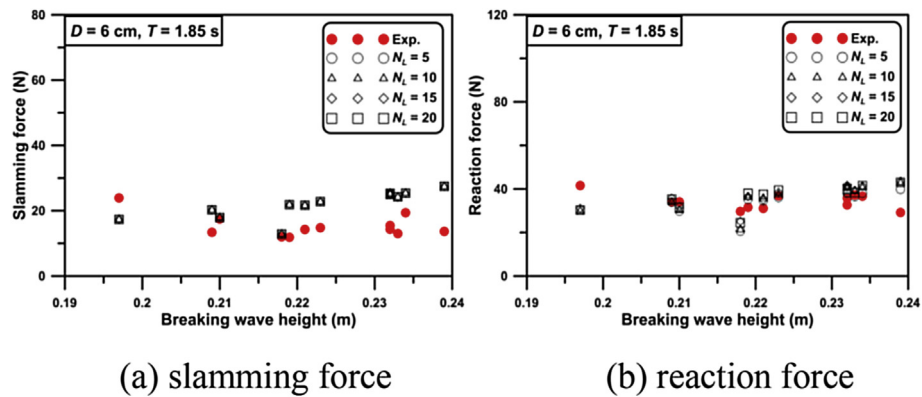 D = 6 cm, T = 1.85 s
Exp.
N_L = 5
N_L = 10
N_L = 15
N_L = 20
80
60
40
20
0
Slamming force (N)
0.19 0.2 0.21 0.22 0.23 0.24
Breaking wave height (m)
(a) slamming force
D = 6 cm, T = 1.85 s
Exp.
N_L = 5
N_L = 10
N_L = 15
N_L = 20
120
80
40
0
Reaction force (N)
0.19 0.2 0.21 0.22 0.23 0.24
Breaking wave height (m)
(b) reaction force